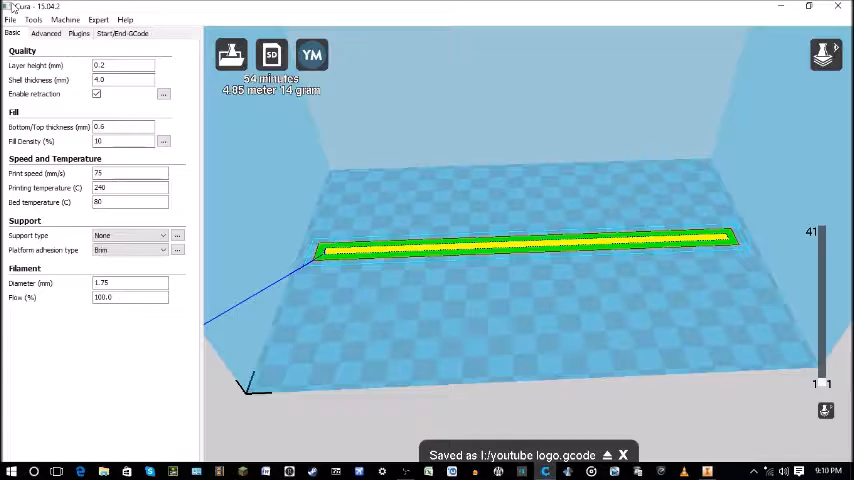 Cura - 15.04.2
File Tools Machine Expert Help
Basic Advanced Plugins Start/End-GCode
Quality
Layer height (mm) 0.2
Shell thickness (mm) 4.0
Enable retraction ...
Fill
Bottom/Top thickness (mm) 0.6
Fill Density (%) 10 ...
Speed and Temperature
Print speed (mm/s) 75
Printing temperature (C) 240
Bed temperature (C) 80
Support
Support type None ...
Platform adhesion type Brim ...
Filament
Diameter (mm) 1.75
Flow (%) 100.0
SD YM
54 minutes
4.85 meter 14 gram
41
1 1
Saved as I:/youtube logo.gcode X
9:10 PM